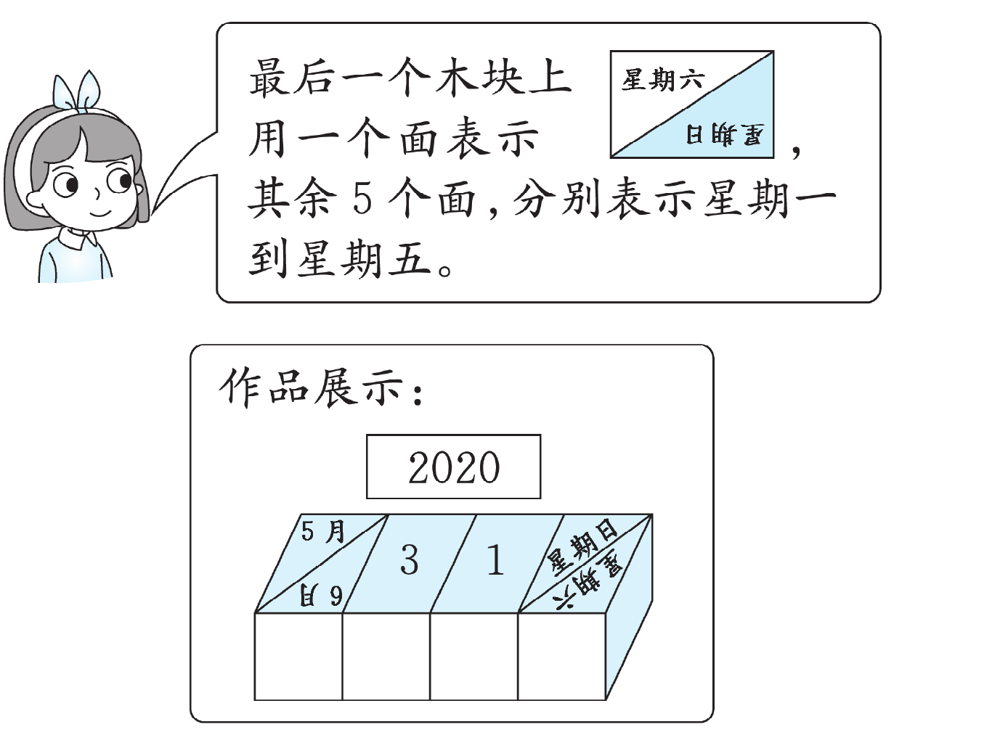 最后一个木块上
用一个面表示
星期六
星期日
，
其余5个面，分别表示星期一
到星期五。
作品展示：
2020
5月
6月
3
1
星期日
星期六